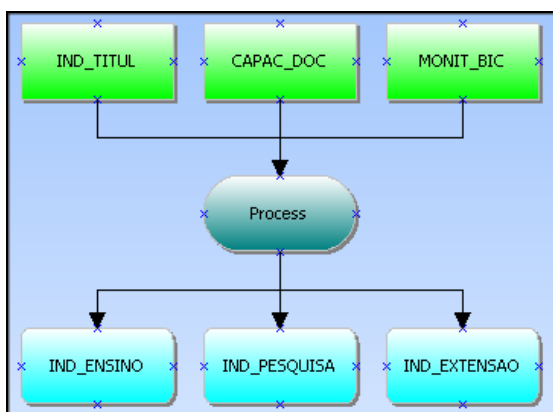 IND_TITUL
CAPAC_DOC
MONIT_BIC
Process
IND_ENSINO
IND_PESQUISA
IND_EXTENSAO